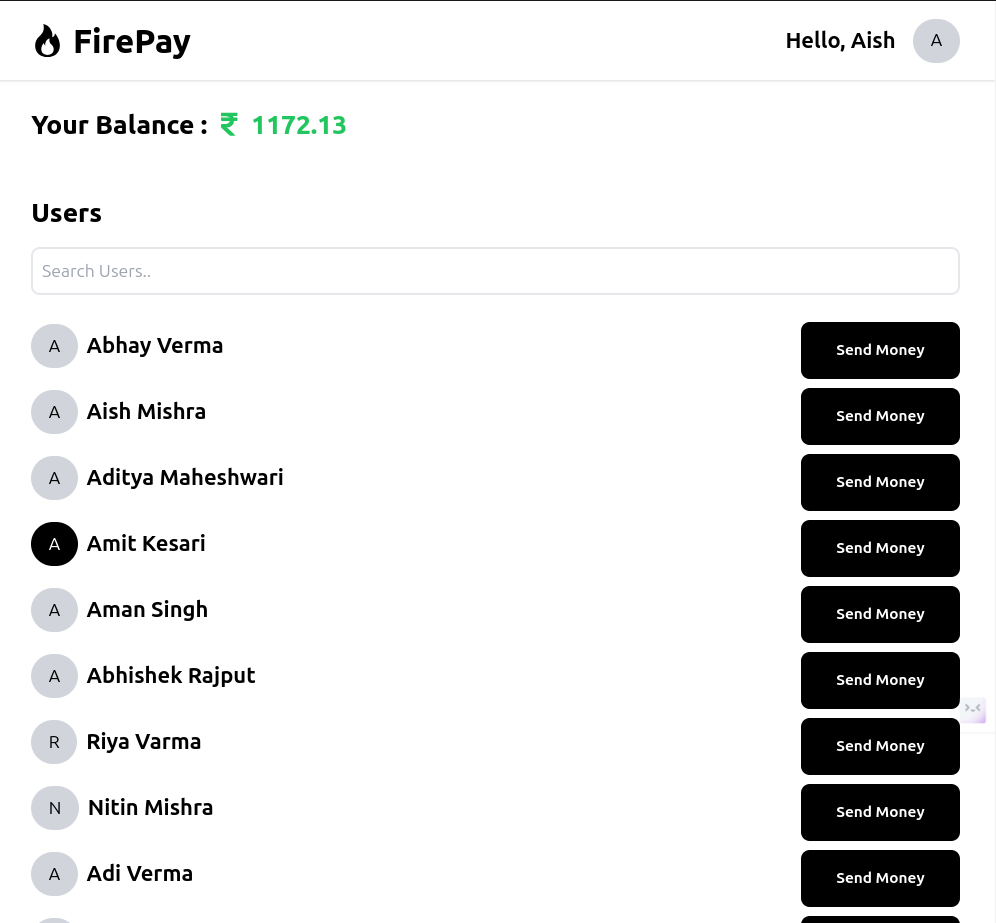 FirePay
Hello, Aish A
Your Balance : ₹ 1172.13
Users
Search Users..
A Abhay Verma Send Money
A Aish Mishra Send Money
A Aditya Maheshwari Send Money
A Amit Kesari Send Money
A Aman Singh Send Money
A Abhishek Rajput Send Money
R Riya Varma Send Money
N Nitin Mishra Send Money
A Adi Verma Send Money